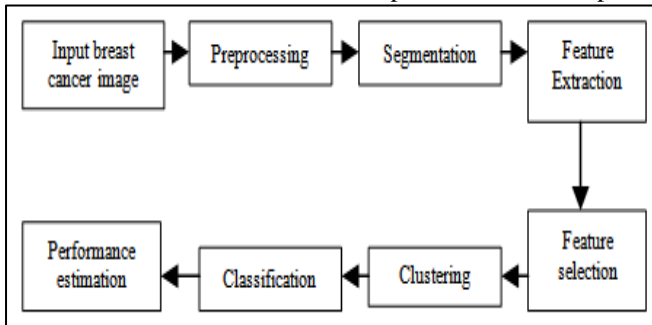 Input breast
cancer image
Preprocessing
Segmentation
Feature
Extraction
Feature
selection
Clustering
Classification
Performance
estimation